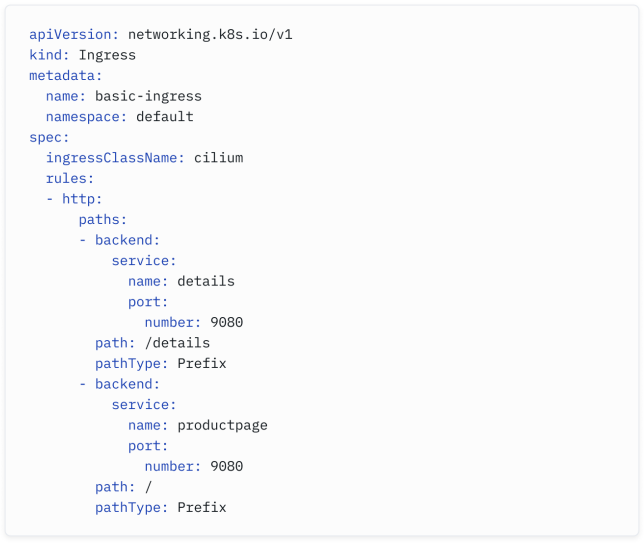 apiVersion: networking.k8s.io/v1
kind: Ingress
metadata:
  name: basic-ingress
  namespace: default
spec:
  ingressClassName: cilium
  rules:
  - http:
      paths:
      - backend:
          service:
            name: details
            port:
              number: 9080
        path: /details
        pathType: Prefix
      - backend:
          service:
            name: productpage
            port:
              number: 9080
        path: /
        pathType: Prefix